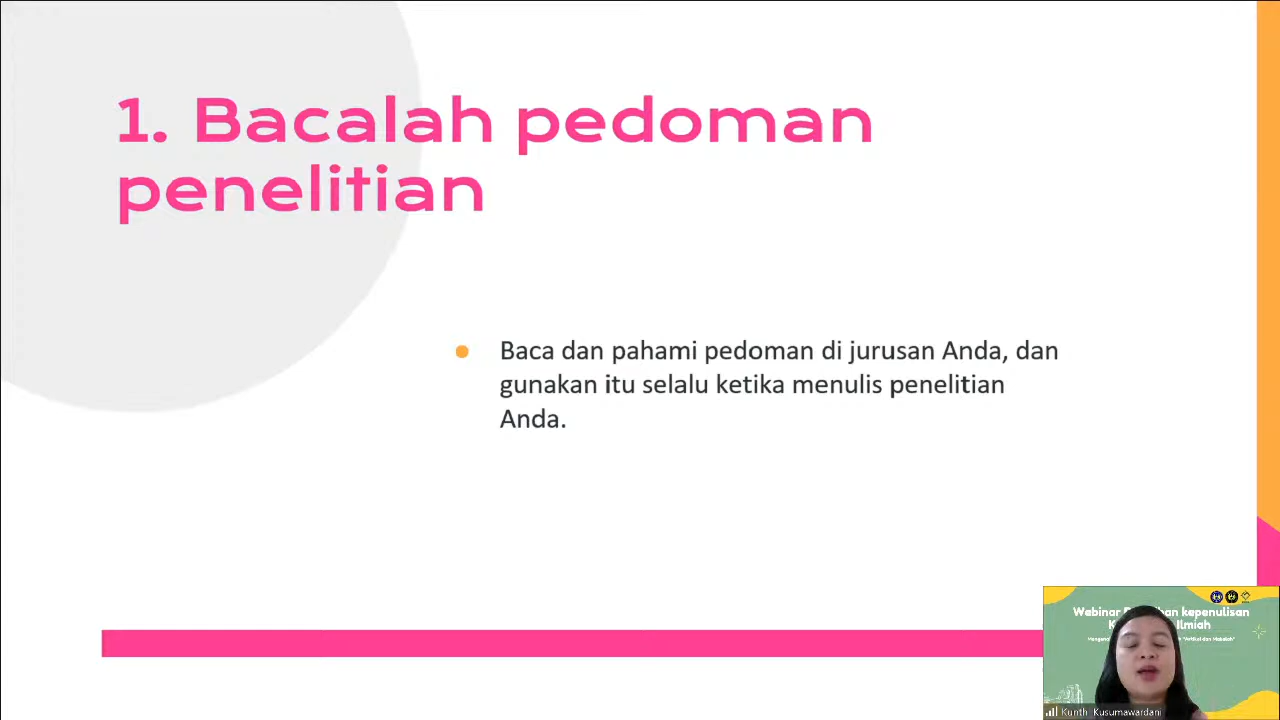 1. Bacalah pedoman
penelitian
Baca dan pahami pedoman di jurusan Anda, dan
gunakan itu selalu ketika menulis penelitian
Anda.
Webinar kepenulisan
Ilmiah
Kunth Kusumawardani